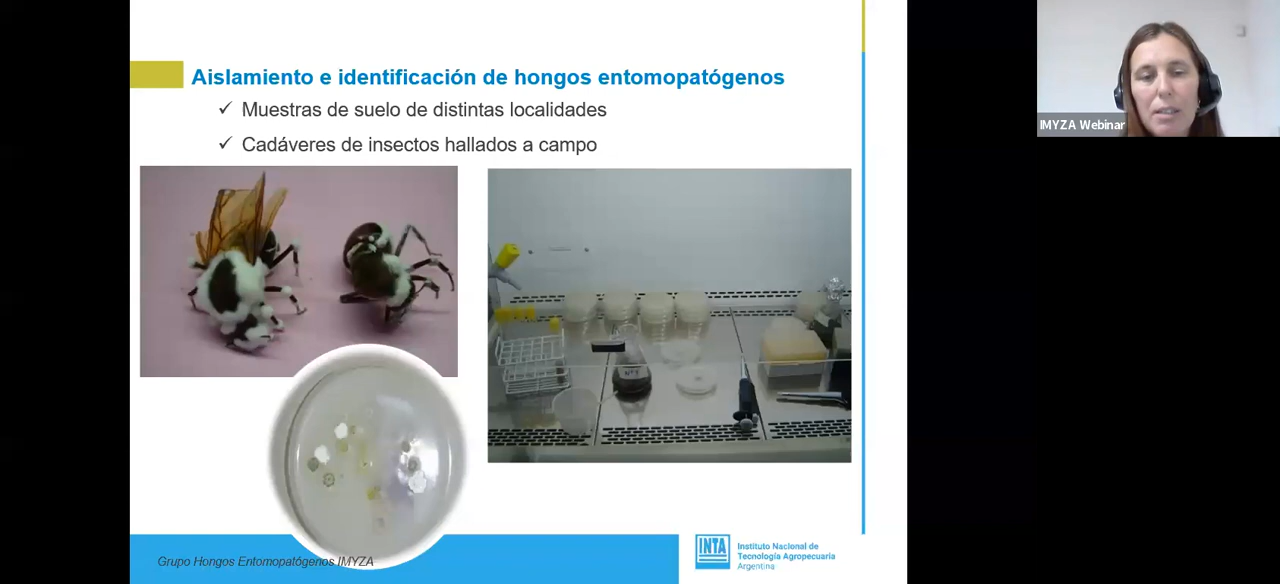 Aislamiento e identificación de hongos entomopatógenos
✓ Muestras de suelo de distintas localidades
✓ Cadáveres de insectos hallados a campo
IMYZA Webinar
Grupo Hongos Entomopatógenos IMYZA
INTA
Instituto Nacional de
Tecnología Agropecuaria
Argentina